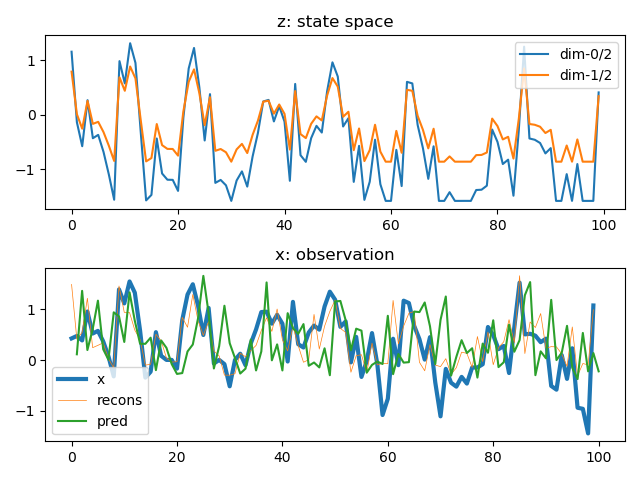 z: state space
1
0
−1
dim-0/2
dim-1/2
0
20
40
60
80
100
x: observation
1
0
−1
x
recons
pred
0
20
40
60
80
100